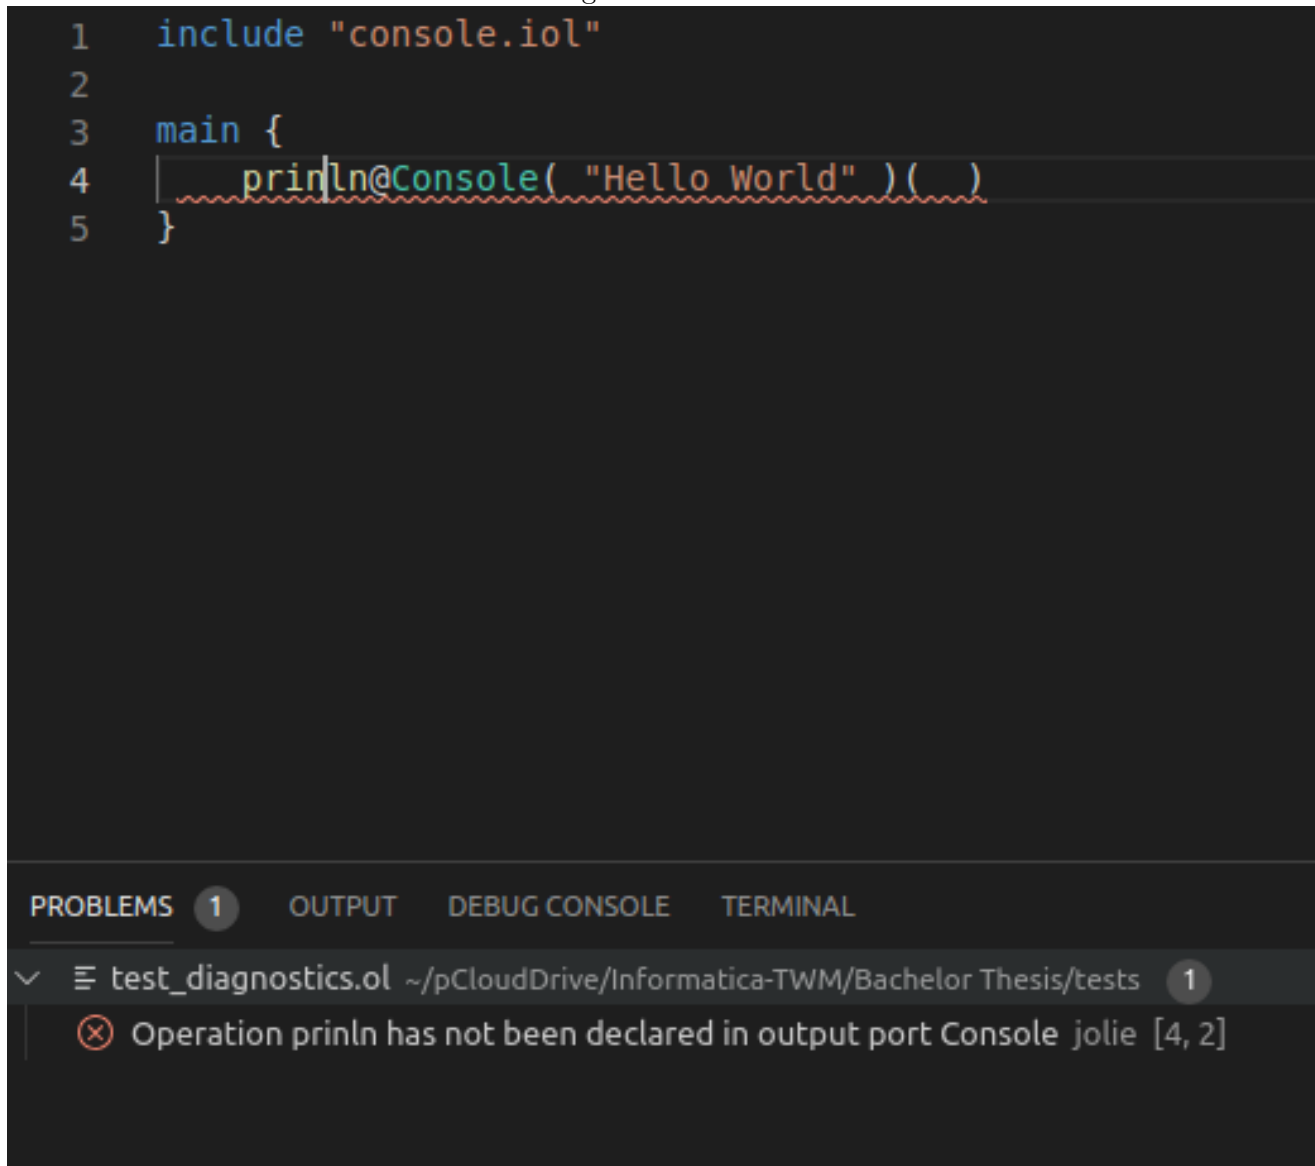 1 include "console.iol"
2
3 main {
4 prinln@Console( "Hello World" )(  )
5 }
PROBLEMS 1 OUTPUT DEBUG CONSOLE TERMINAL
test_diagnostics.ol ~/pCloudDrive/Informatica-TWM/Bachelor Thesis/tests 1
Operation prinln has not been declared in output port Console jolie [4, 2]